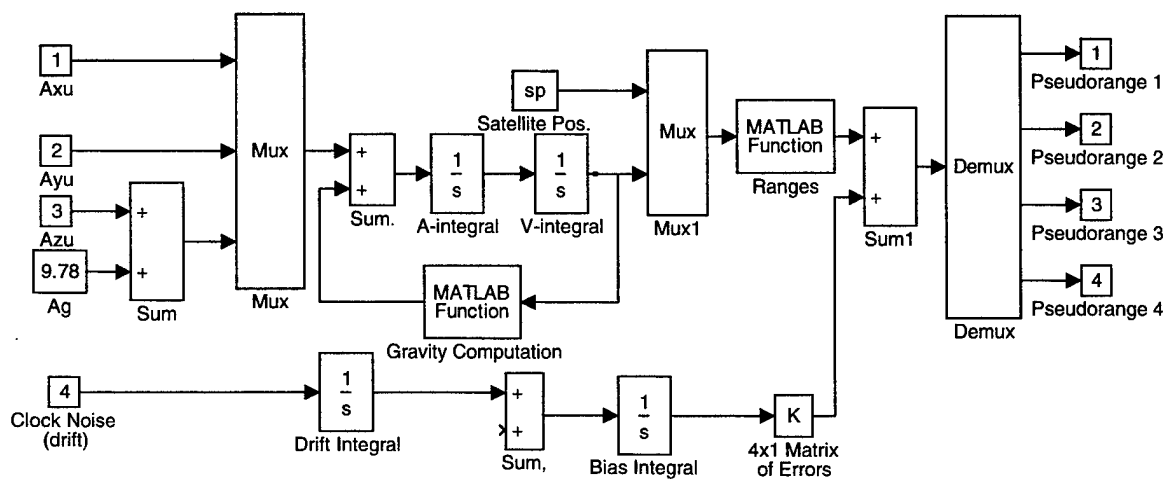 1
Axu
2
Ayu
3
Azu
9.78
Ag
+
+
Sum
Mux
Mux
+
+
Sum.
1
s
A-integral
1
s
V-integral
sp
Satellite Pos.
Mux
Mux1
MATLAB
Function
Ranges
MATLAB
Function
Gravity Computation
+
+
Sum1
Demux
Demux
1
Pseudorange 1
2
Pseudorange 2
3
Pseudorange 3
4
Pseudorange 4
4
Clock Noise
(drift)
1
s
Drift Integral
+
+
Sum,
1
s
Bias Integral
K
4x1 Matrix
of Errors